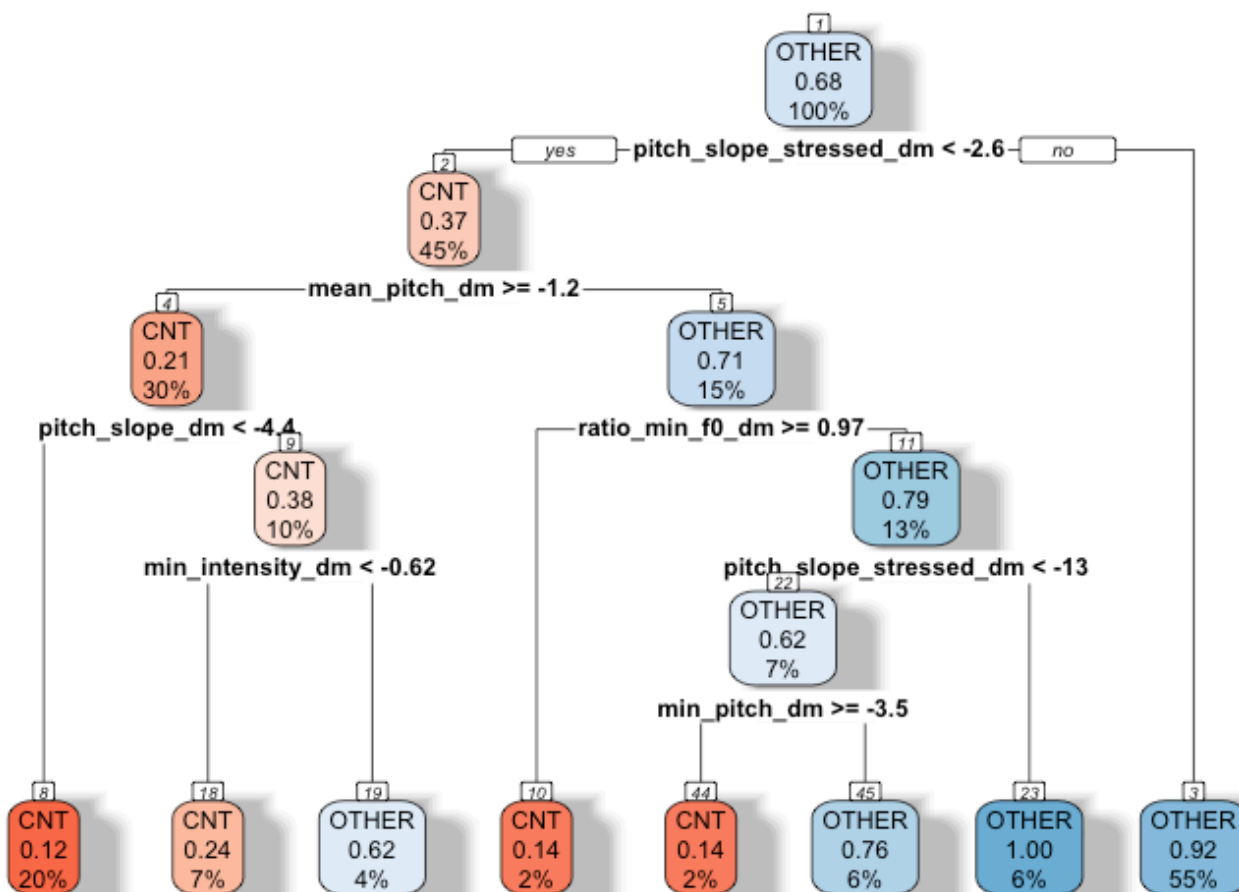 1
OTHER
0.68
100%
yes pitch_slope_stressed_dm < -2.6 no
2
CNT
0.37
45%
mean_pitch_dm >= -1.2
4
CNT
0.21
30%
5
OTHER
0.71
15%
pitch_slope_dm < -4.4
ratio_min_f0_dm >= 0.97
9
CNT
0.38
10%
11
OTHER
0.79
13%
min_intensity_dm < -0.62
pitch_slope_stressed_dm < -13
22
OTHER
0.62
7%
min_pitch_dm >= -3.5
8
CNT
0.12
20%
18
CNT
0.24
7%
19
OTHER
0.62
4%
10
CNT
0.14
2%
44
CNT
0.14
2%
45
OTHER
0.76
6%
23
OTHER
1.00
6%
3
OTHER
0.92
55%